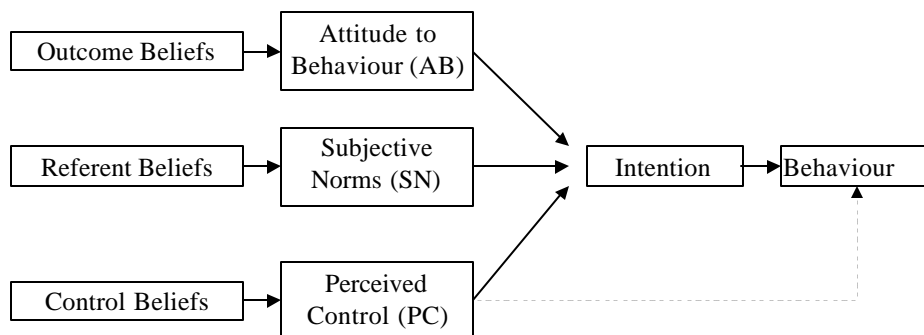 Outcome Beliefs
Attitude to
Behaviour (AB)
Referent Beliefs
Subjective
Norms (SN)
Intention
Behaviour
Control Beliefs
Perceived
Control (PC)